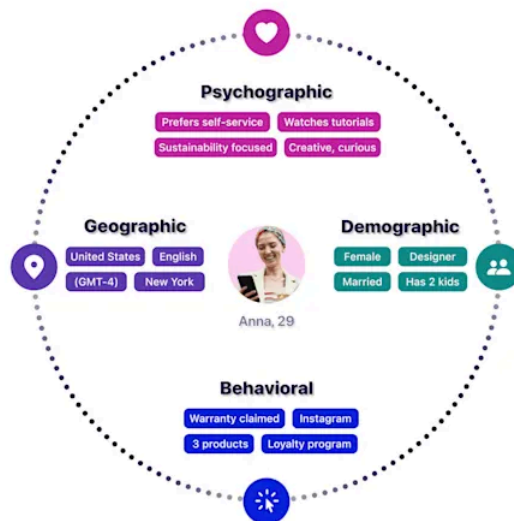 Psychographic
Prefers self-service Watches tutorials
Sustainability focused Creative, curious
Geographic
United States English
(GMT-4) New York
Demographic
Female Designer
Married Has 2 kids
Anna, 29
Behavioral
Warranty claimed Instagram
3 products Loyalty program